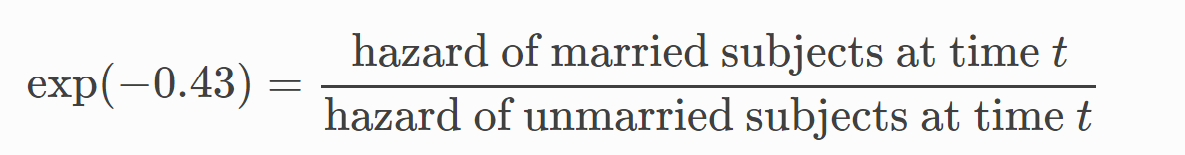 exp(−0.43) = hazard of married subjects at time t
hazard of unmarried subjects at time t